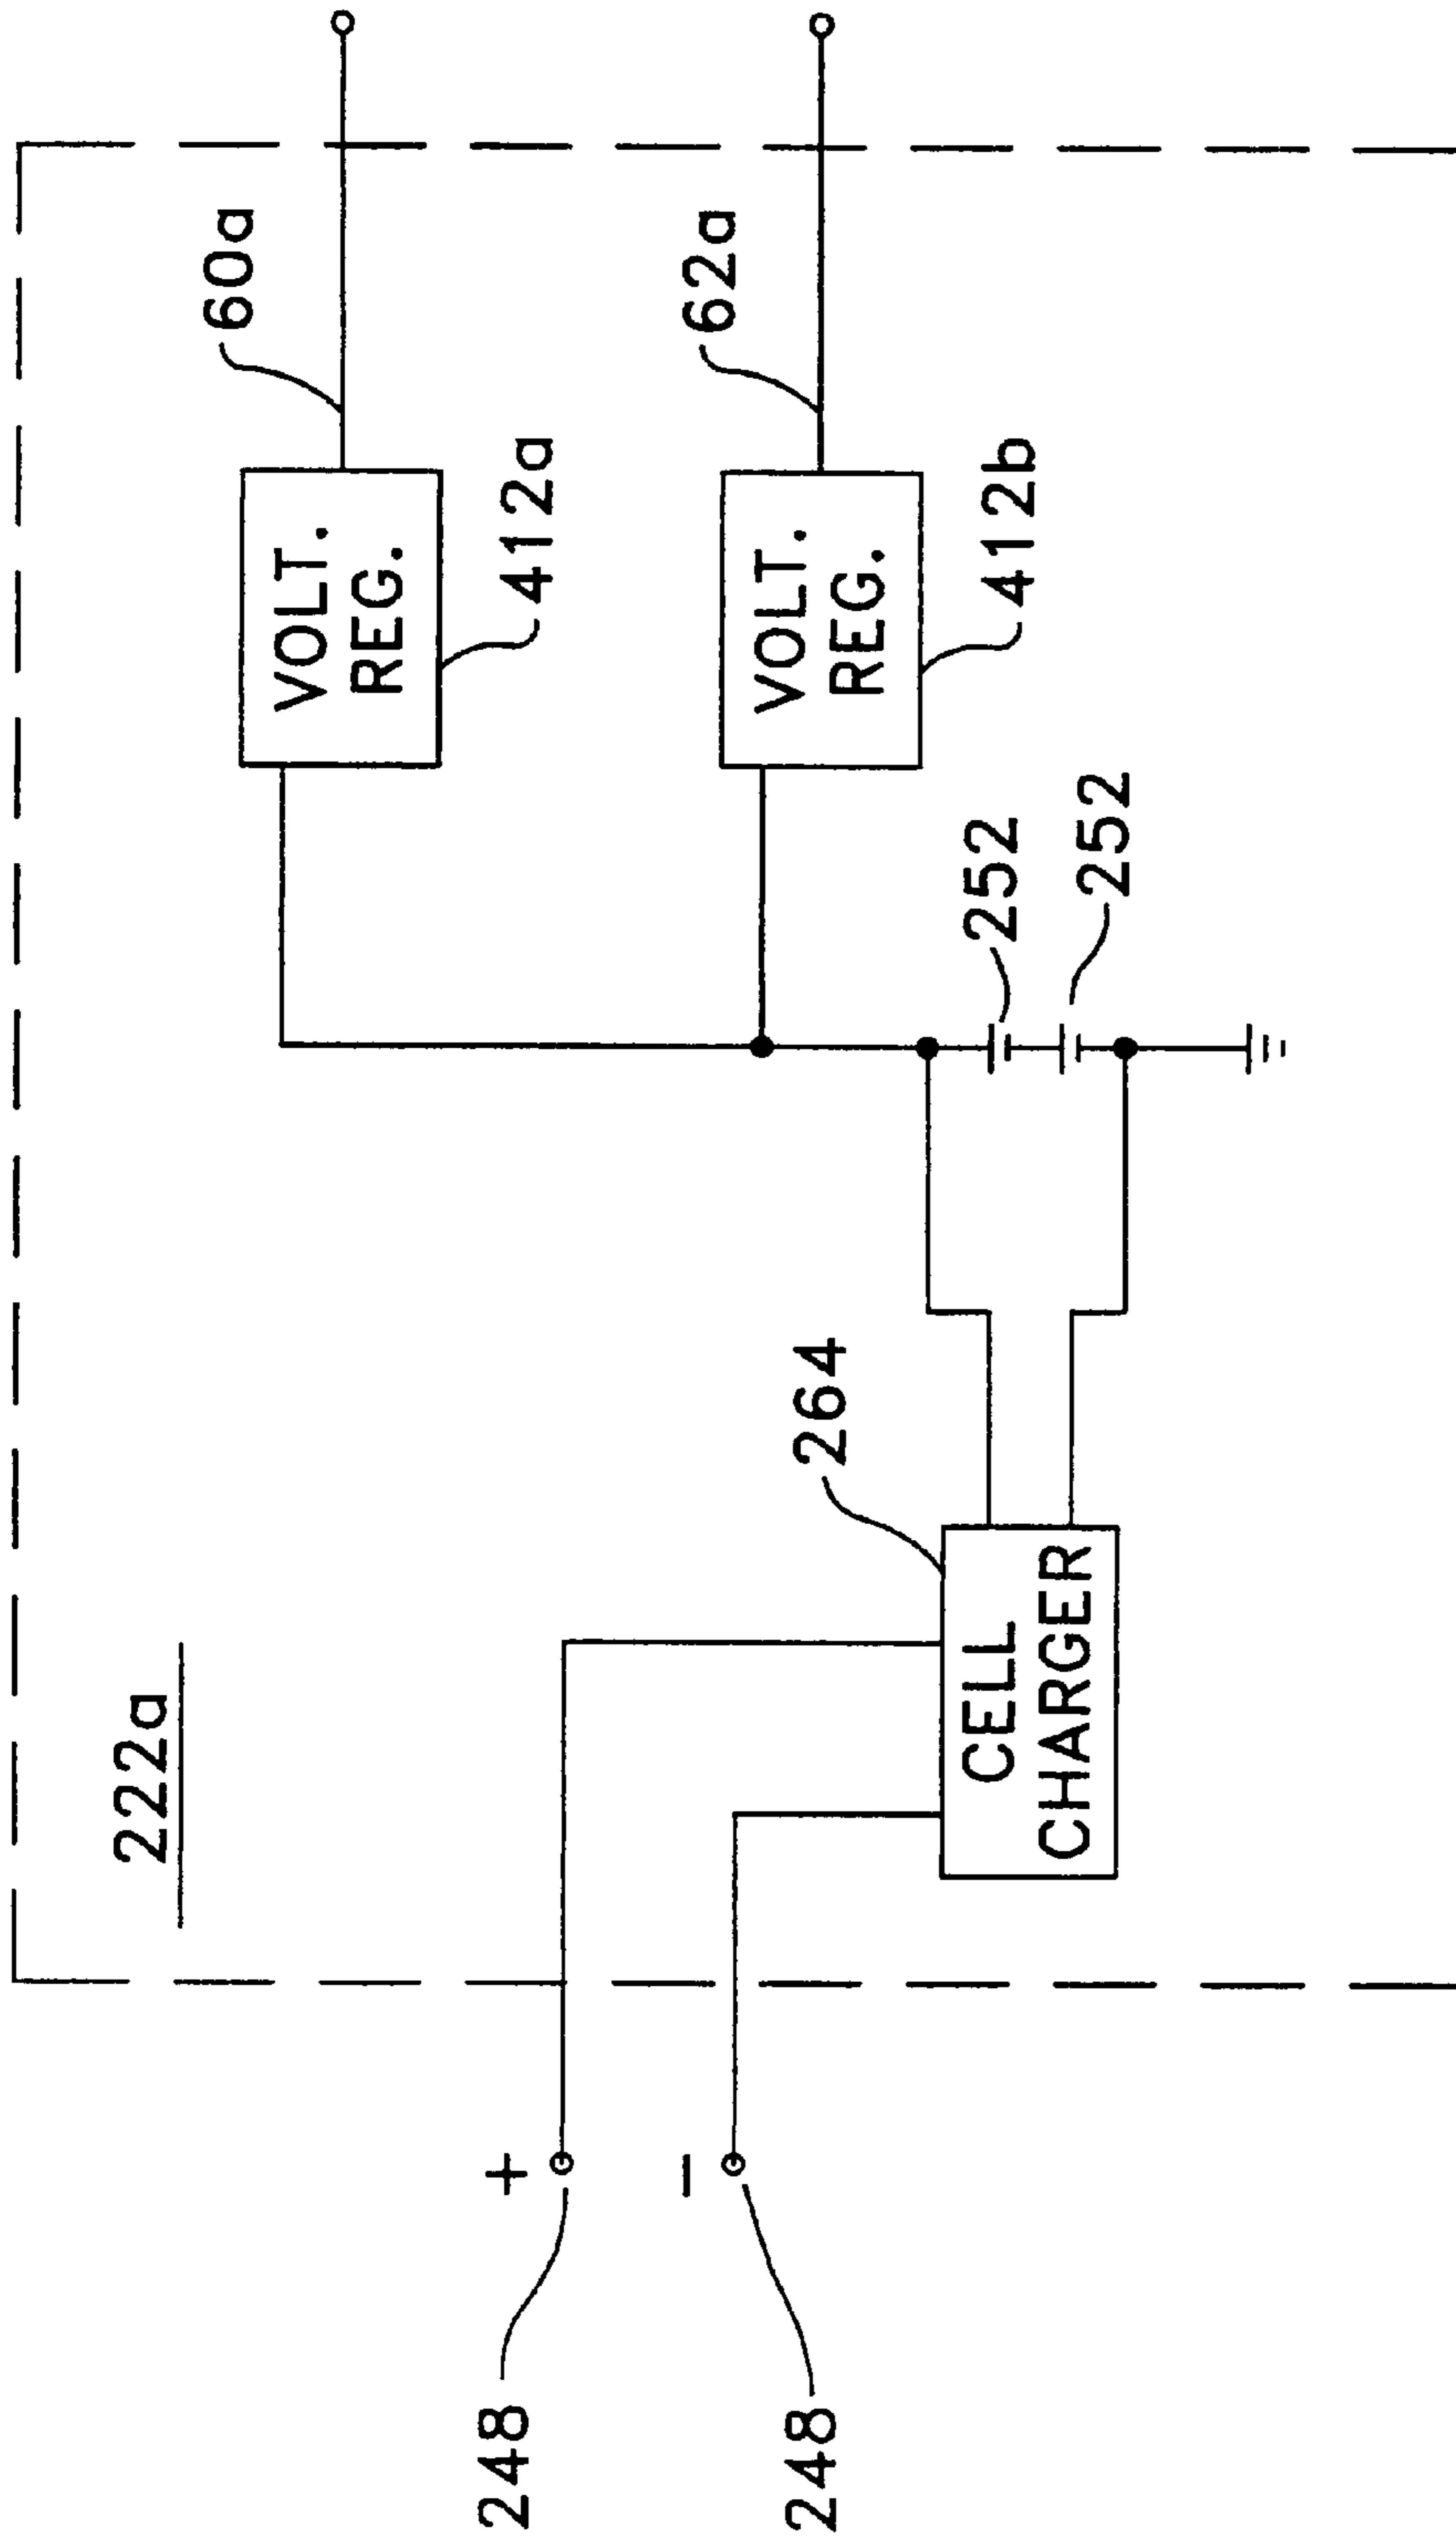 222a
60a
VOLT.
REG.
412a
+
248
62a
VOLT.
REG.
412b
-
248
264
252
252
CELL
CHARGER